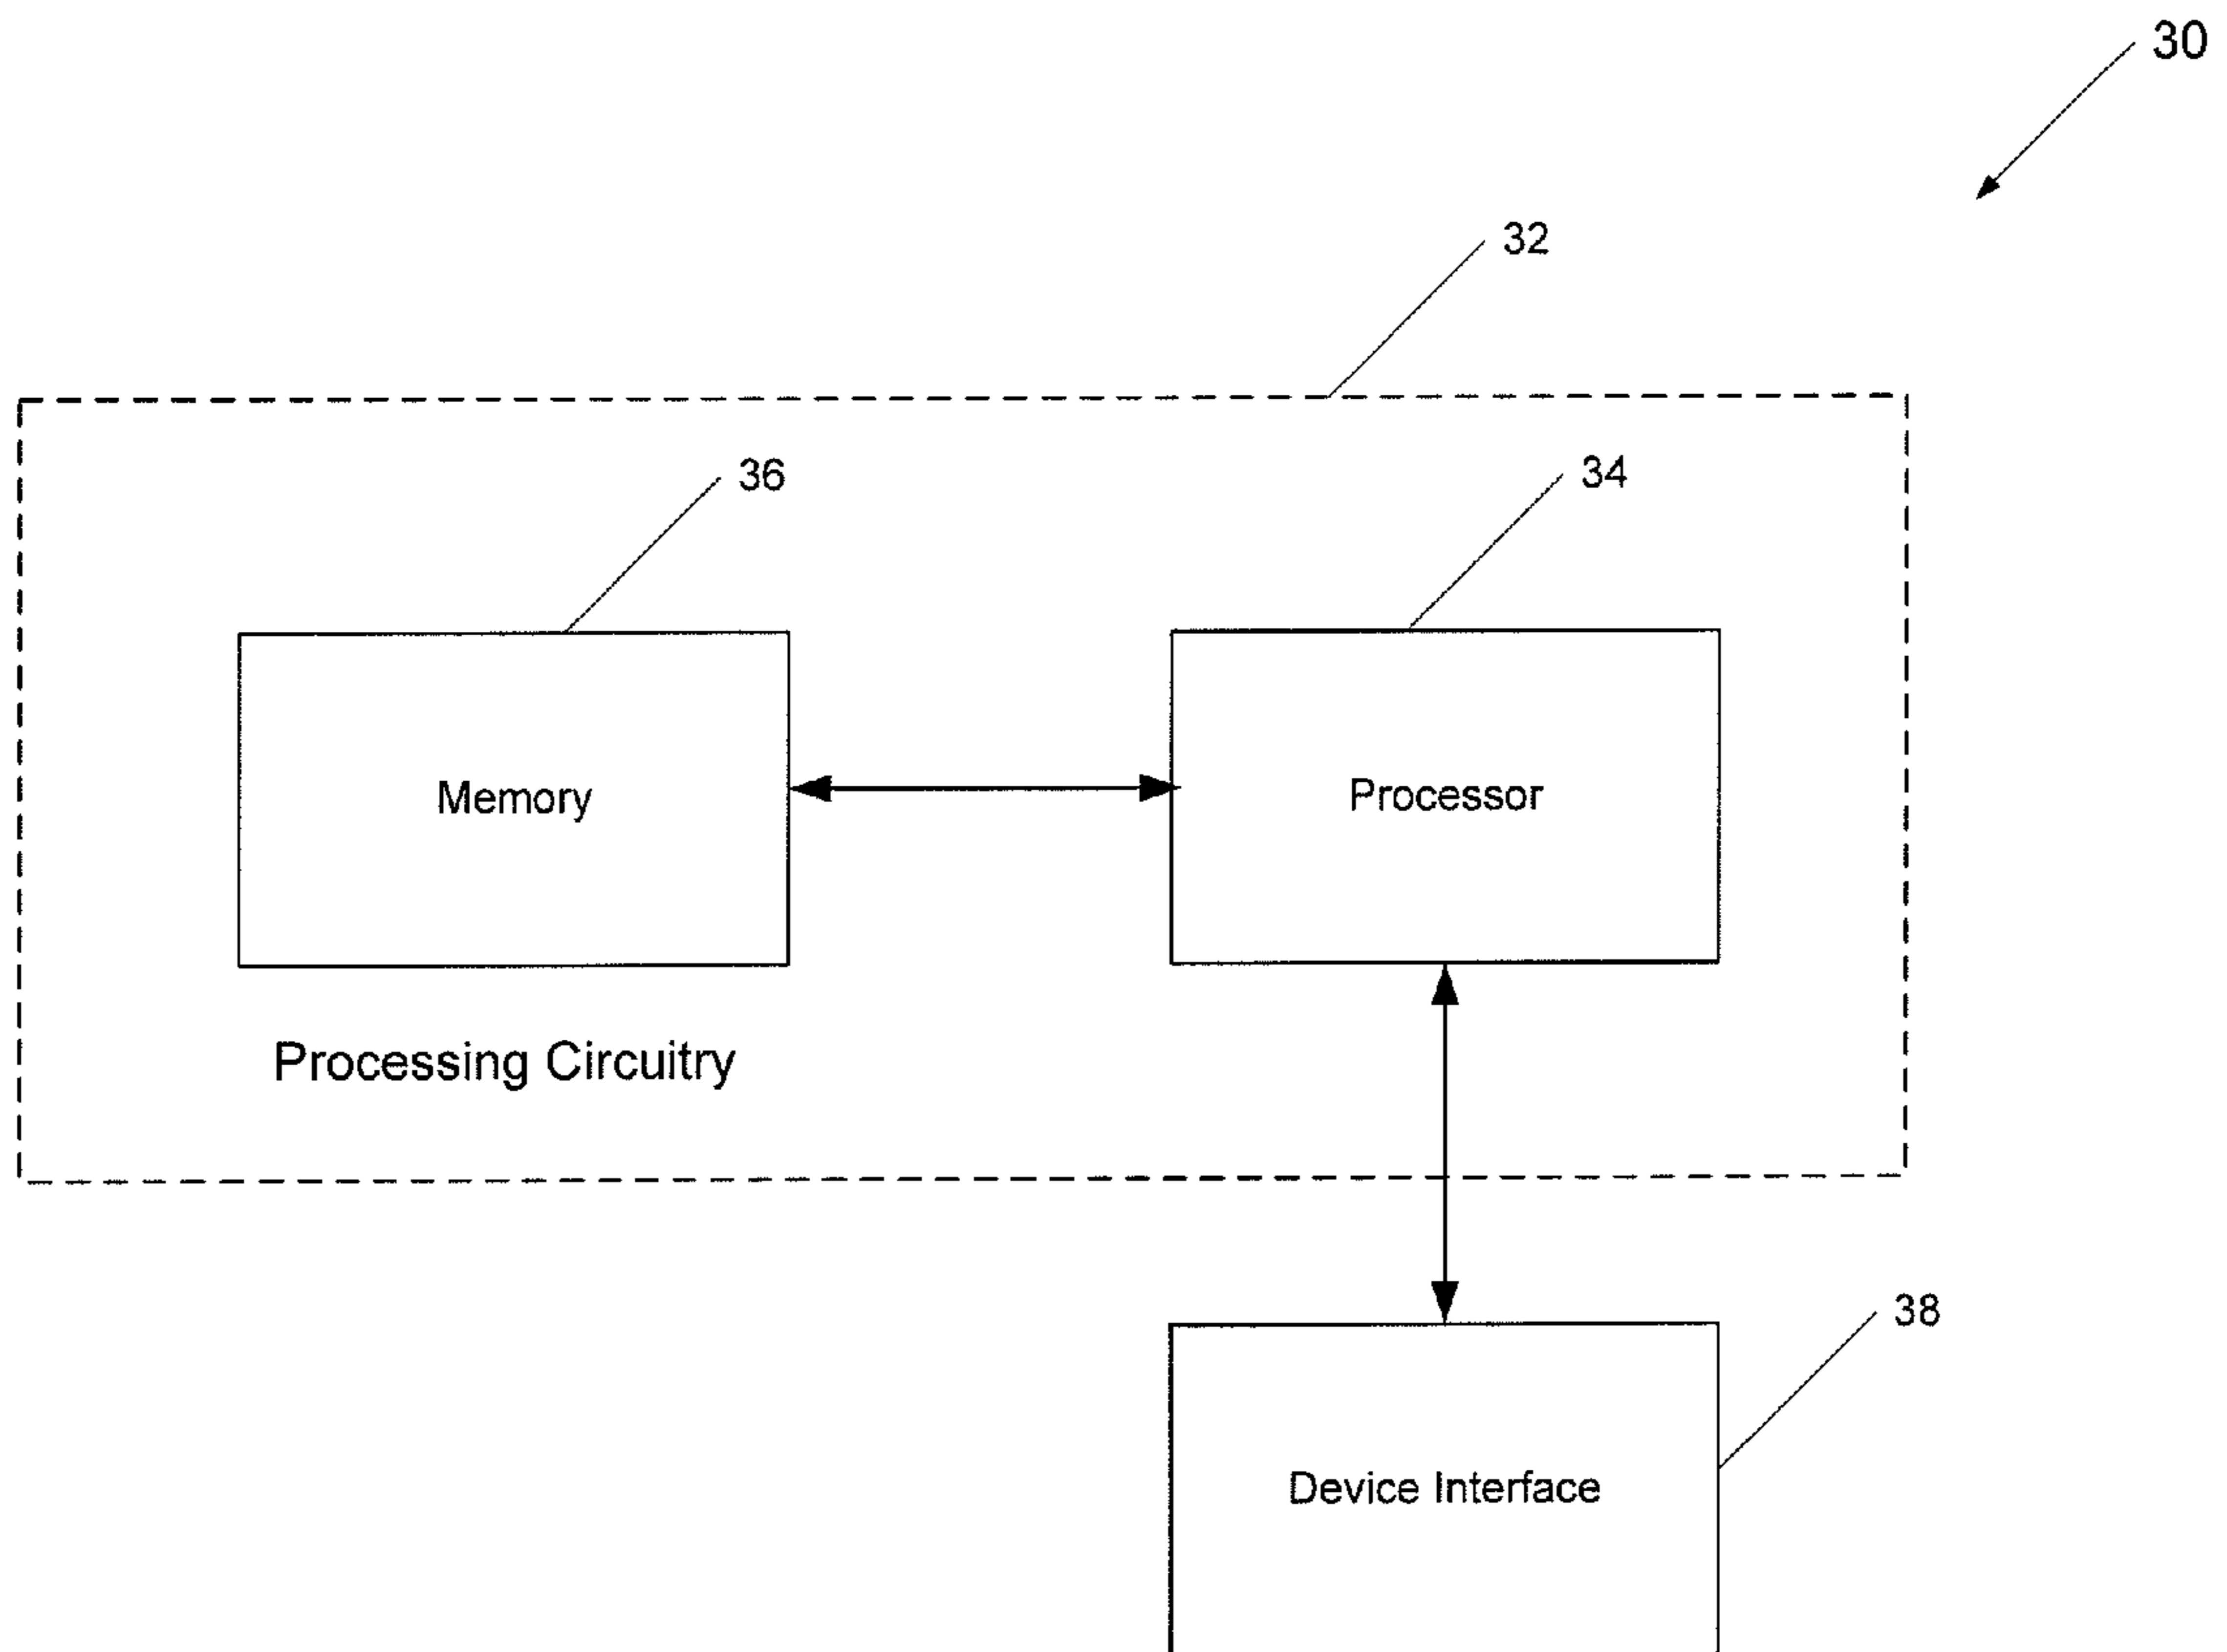 30
32
36
34
Memory
Processor
Processing Circuitry
38
Device Interface